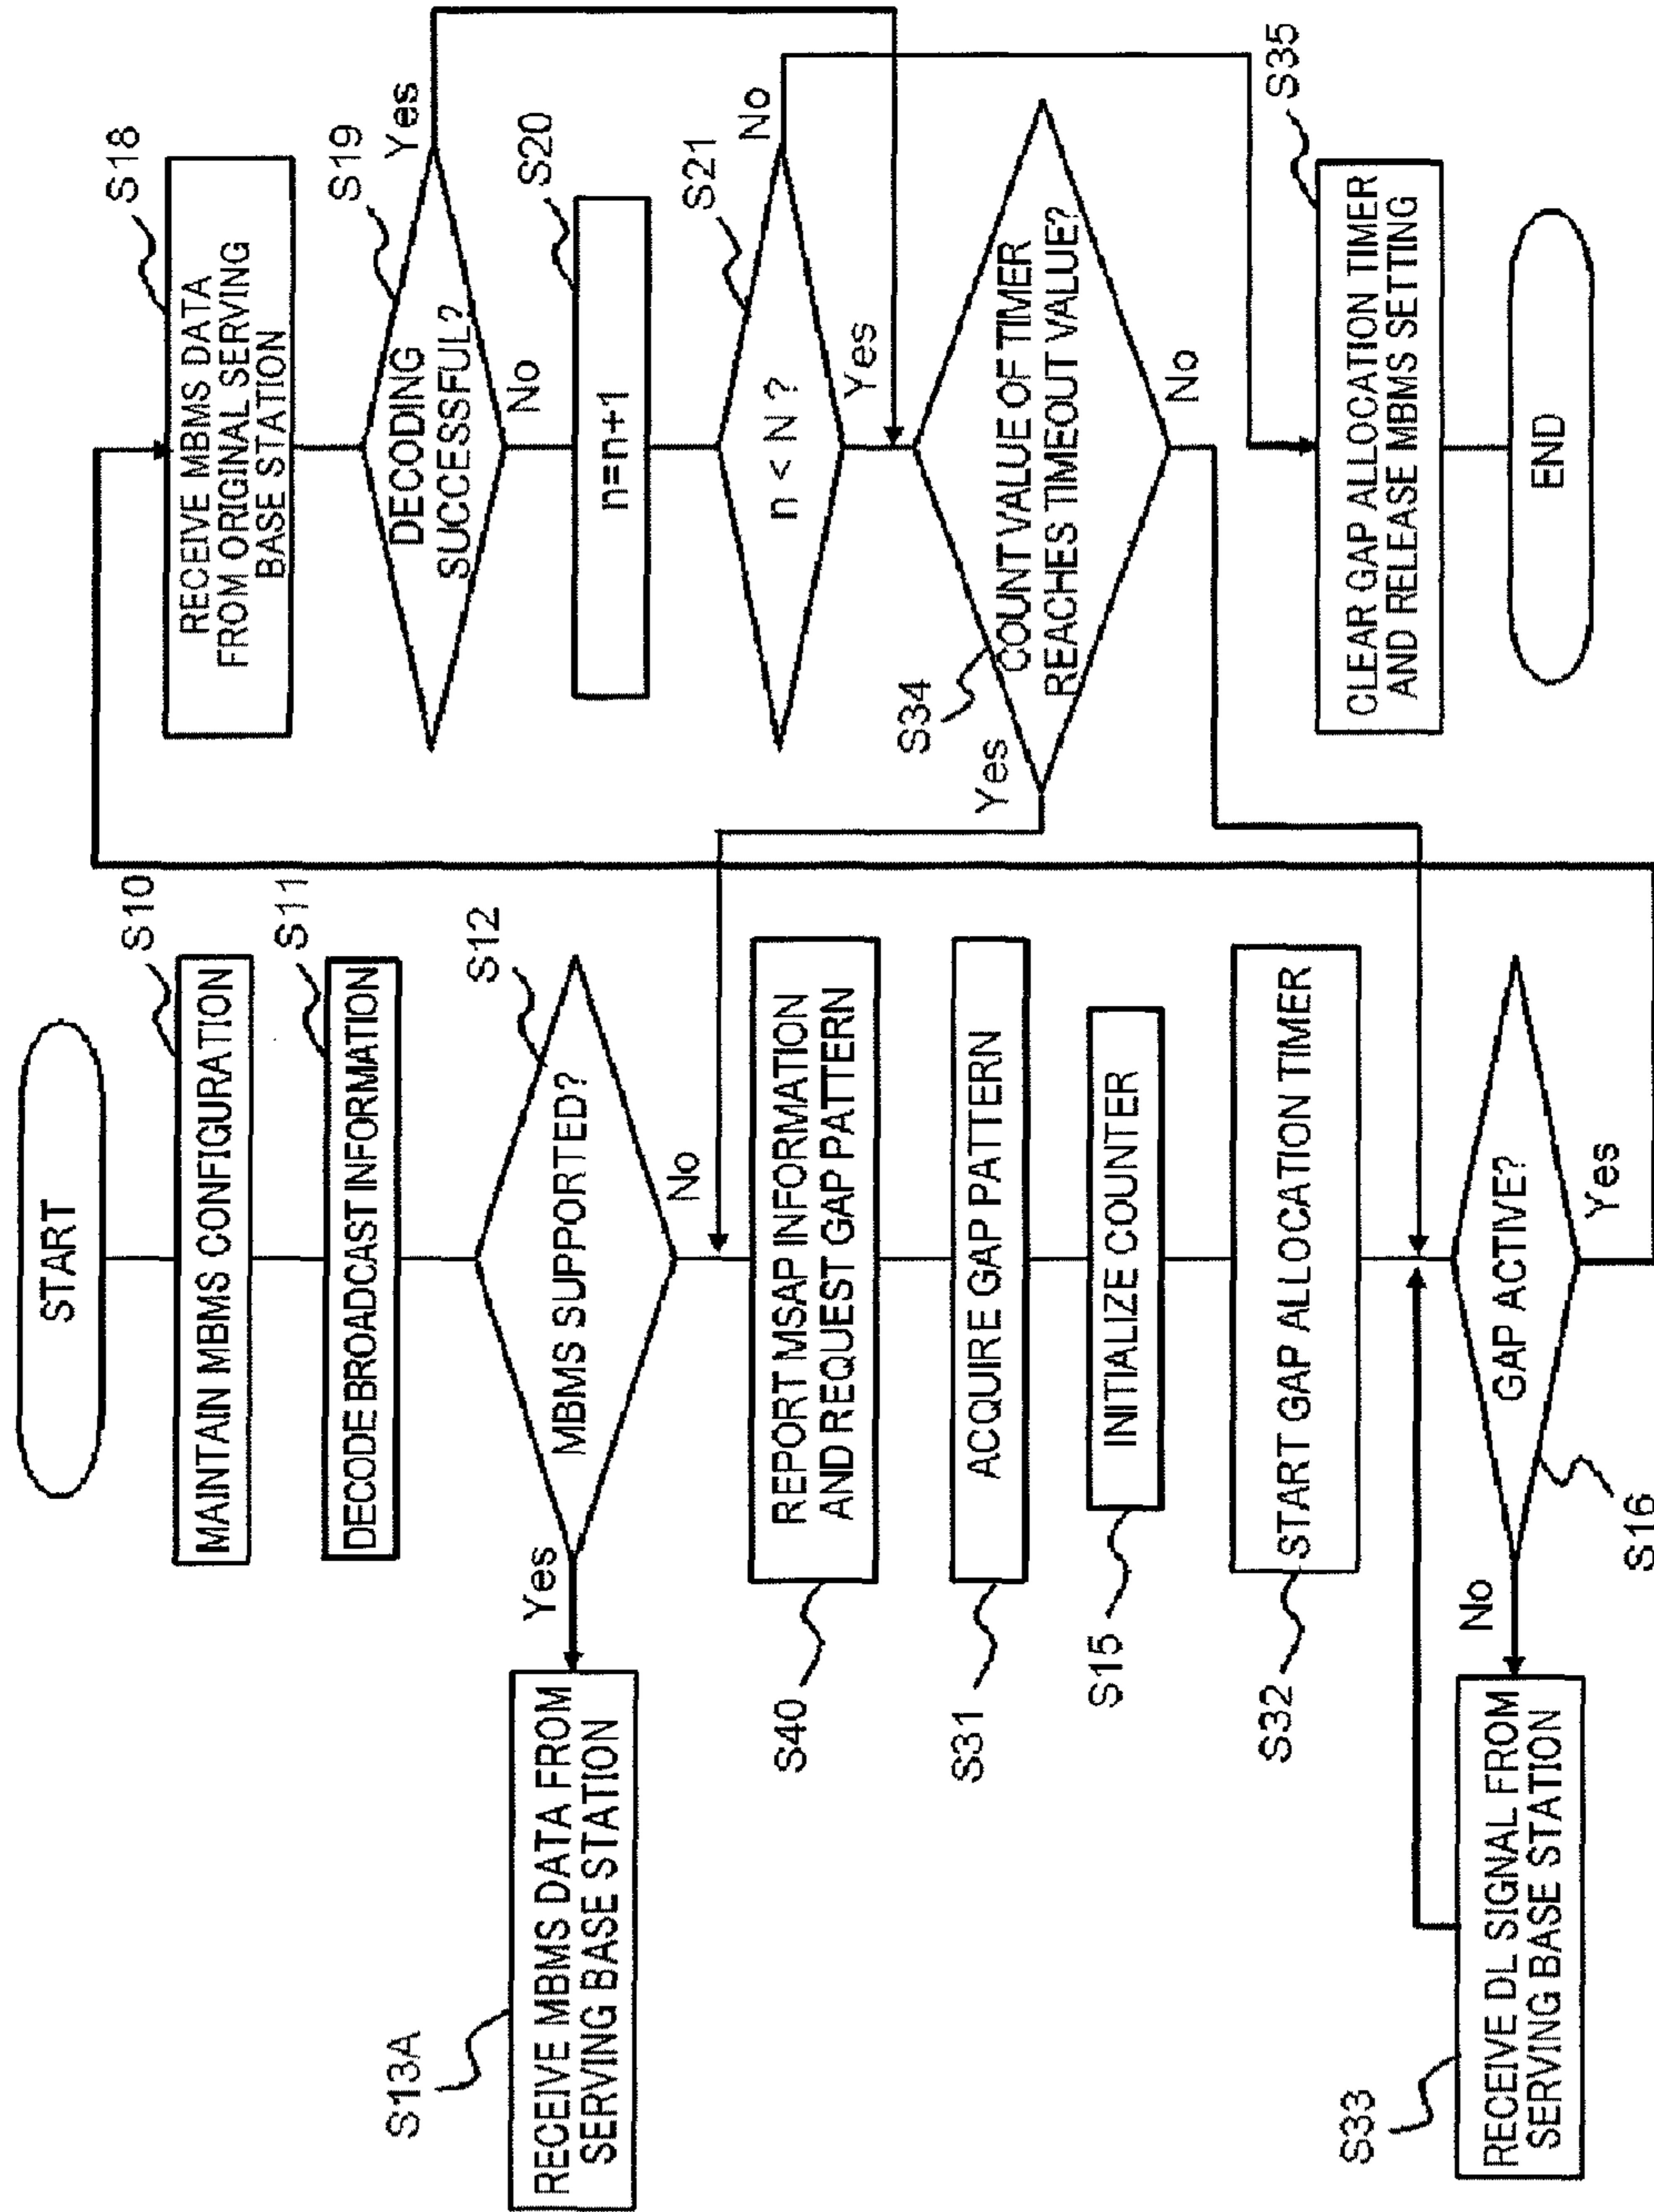 START
S10
MAINTAIN MBMS CONFIGURATION
S11
DECODE BROADCAST INFORMATION
S12
MBMS SUPPORTED?
Yes
No
S13A
RECEIVE MBMS DATA FROM
SERVING BASE STATION
S40
REPORT MSAP INFORMATION
AND REQUEST GAP PATTERN
S31
ACQUIRE GAP PATTERN
S15
INITIALIZE COUNTER
S32
START GAP ALLOCATION TIMER
GAP ACTIVE?
S16
No
Yes
S33
RECEIVE DL SIGNAL FROM
SERVING BASE STATION
S18
RECEIVE MBMS DATA
FROM ORIGINAL SERVING
BASE STATION
S19
DECODING
SUCCESSFUL?
Yes
No
S20
n=n+1
S21
n < N ?
No
Yes
S34
COUNT VALUE OF TIMER
REACHES TIMEOUT VALUE?
Yes
No
S35
CLEAR GAP ALLOCATION TIMER
AND RELEASE MBMS SETTING
END